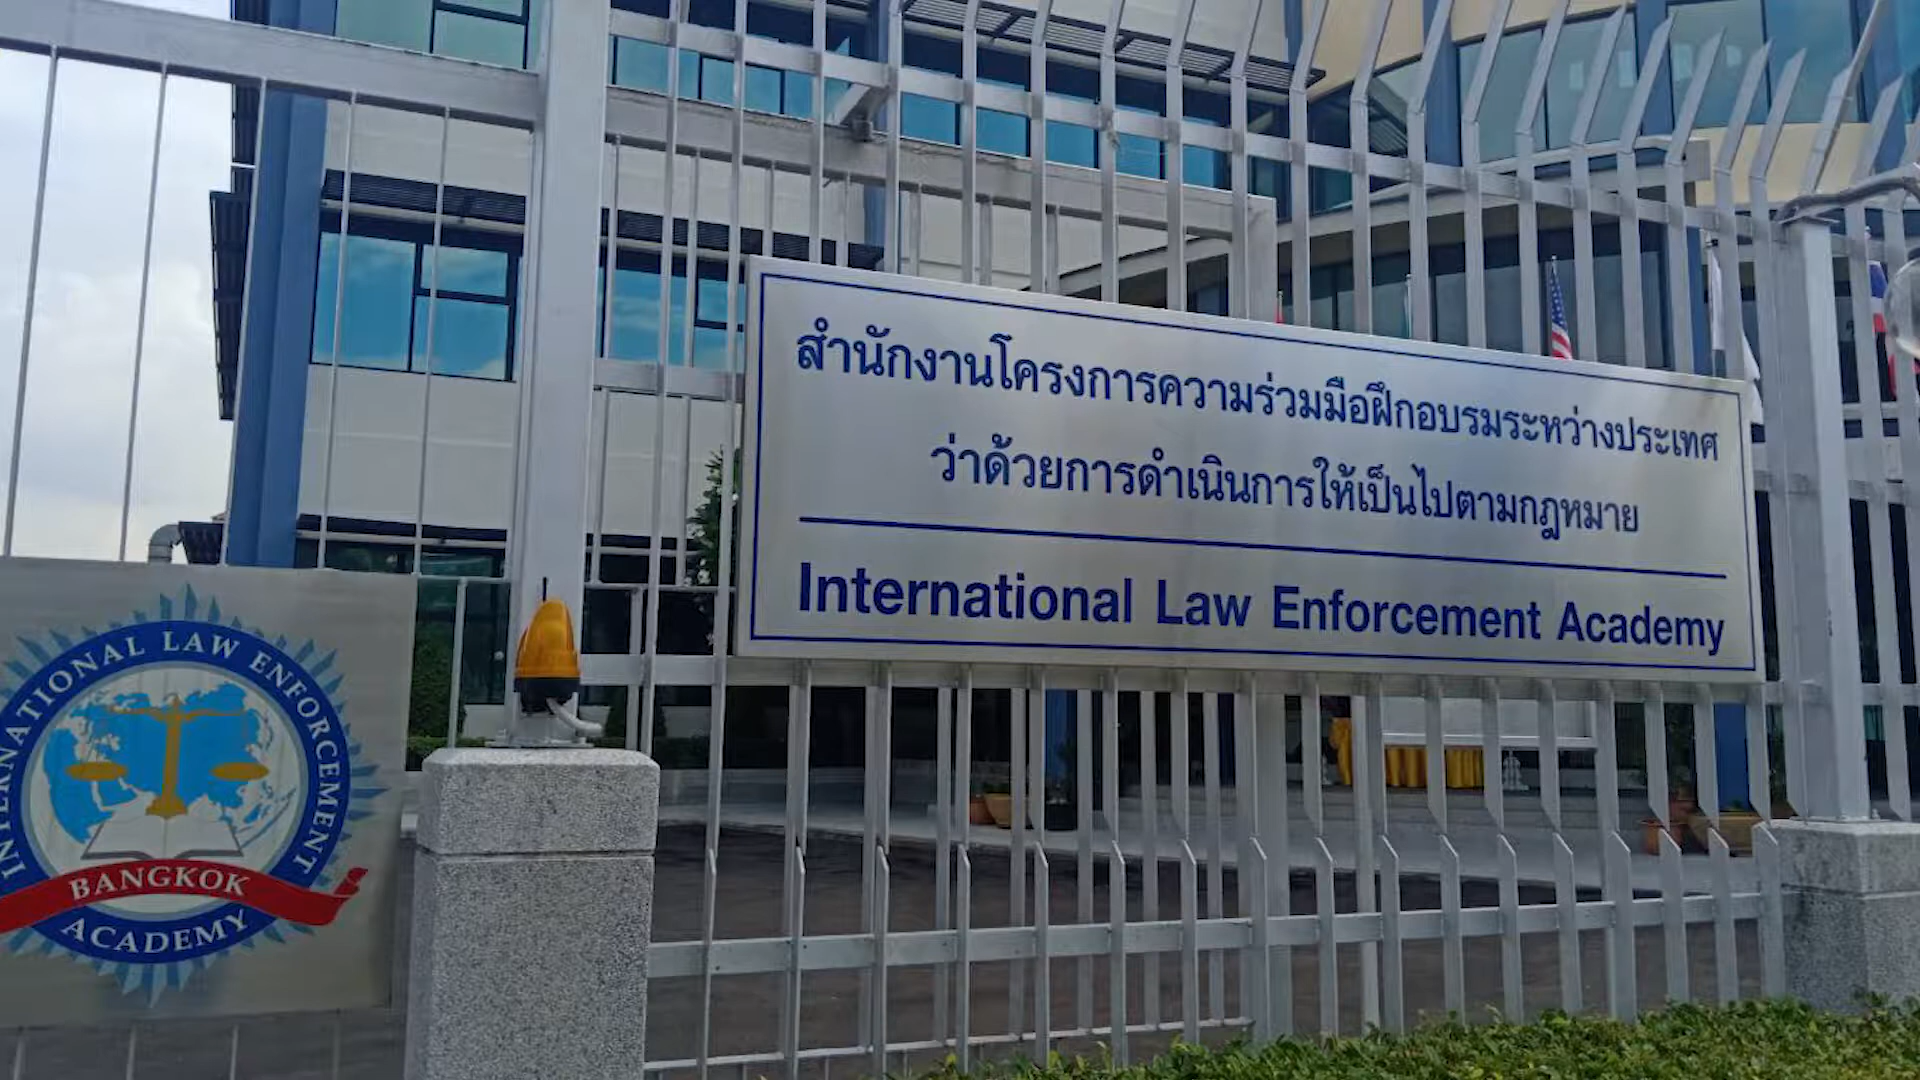 สำนักงานโครงการความร่วมมือฝึกอบรมระหว่างประเทศ
ว่าด้วยการดำเนินการให้เป็นไปตามกฎหมาย
International Law Enforcement Academy
INTERNATIONAL LAW ENFORCEMENT
BANGKOK
ACADEMY